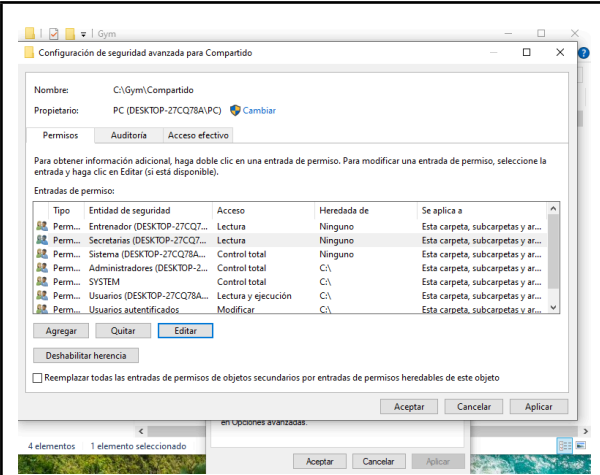 Gym
Configuración de seguridad avanzada para Compartido
Nombre: C:\Gym\Compartido
Propietario: PC (DESKTOP-27CQ78A\PC) Cambiar
Permisos Auditoría Acceso efectivo
Para obtener información adicional, haga doble clic en una entrada de permiso. Para modificar una entrada de permiso, seleccione la
entrada y haga clic en Editar (si está disponible).
Entradas de permiso:
Tipo Entidad de seguridad Acceso Heredada de Se aplica a
Perm... Entrenador (DESKTOP-27CQ7... Lectura Ninguno Esta carpeta, subcarpetas y ar...
Perm... Secretarias (DESKTOP-27CQ7... Lectura Ninguno Esta carpeta, subcarpetas y ar...
Perm... Sistema (DESKTOP-27CQ78A... Control total Ninguno Esta carpeta, subcarpetas y ar...
Perm... Administradores (DESKTOP-2... Control total C:\ Esta carpeta, subcarpetas y ar...
Perm... SYSTEM Control total C:\ Esta carpeta, subcarpetas y ar...
Perm... Usuarios (DESKTOP-27CQ78A... Lectura y ejecución C:\ Esta carpeta, subcarpetas y ar...
Perm... Usuarios autentificados Modificar C:\ Esta carpeta, subcarpetas y ar...
Agregar Quitar Editar
Deshabilitar herencia
Reemplazar todas las entradas de permisos de objetos secundarios por entradas de permisos heredables de este objeto
Aceptar Cancelar Aplicar
en Opciones avanzadas.
4 elementos 1 elemento seleccionado
Aceptar Cancelar Aplicar